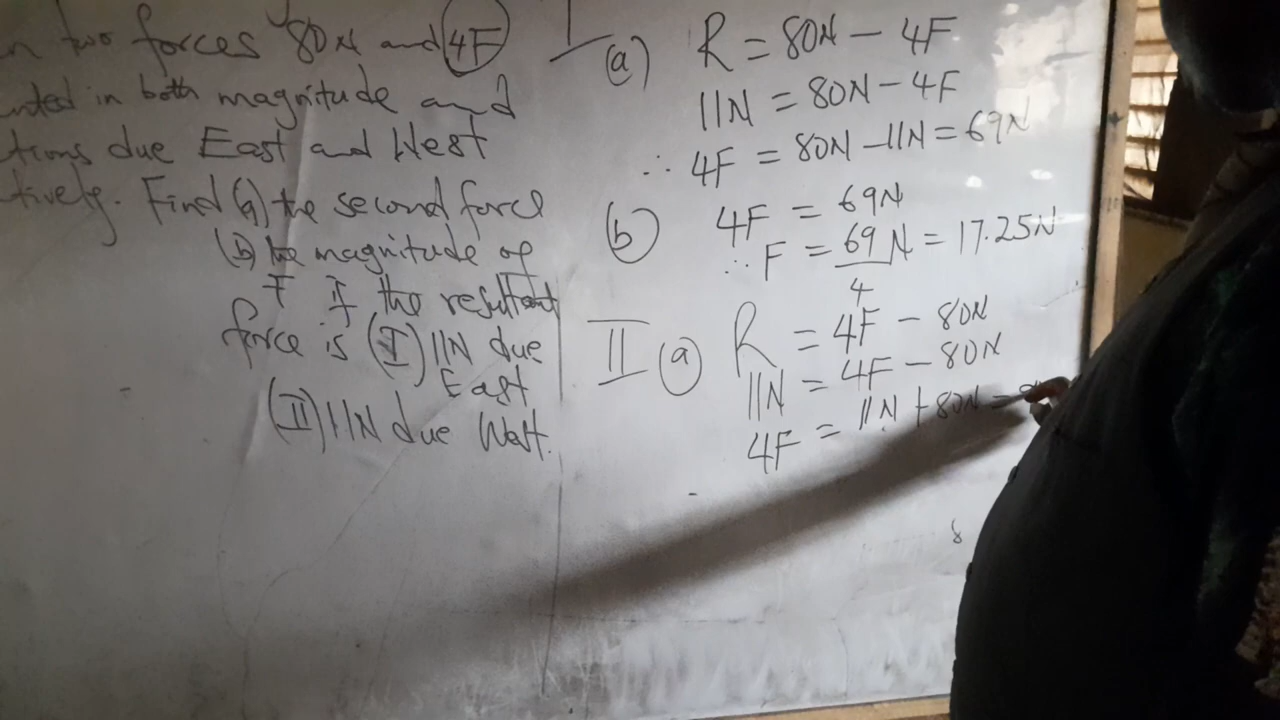 two forces 80N and 4F
in both magnitude and
due East and West
Find (a) the second force
(b) the magnitude of
F if the resultant
force is (I) 11N due
East
(II) 11N due West.
I (a) R = 80N - 4F
11N = 80N - 4F
∴ 4F = 80N - 11N = 69N
(b) 4F = 69N
∴ F = 69/4 N = 17.25N
II (a) R = 4F - 80N
11N = 4F - 80N
4F = 11N + 80N =